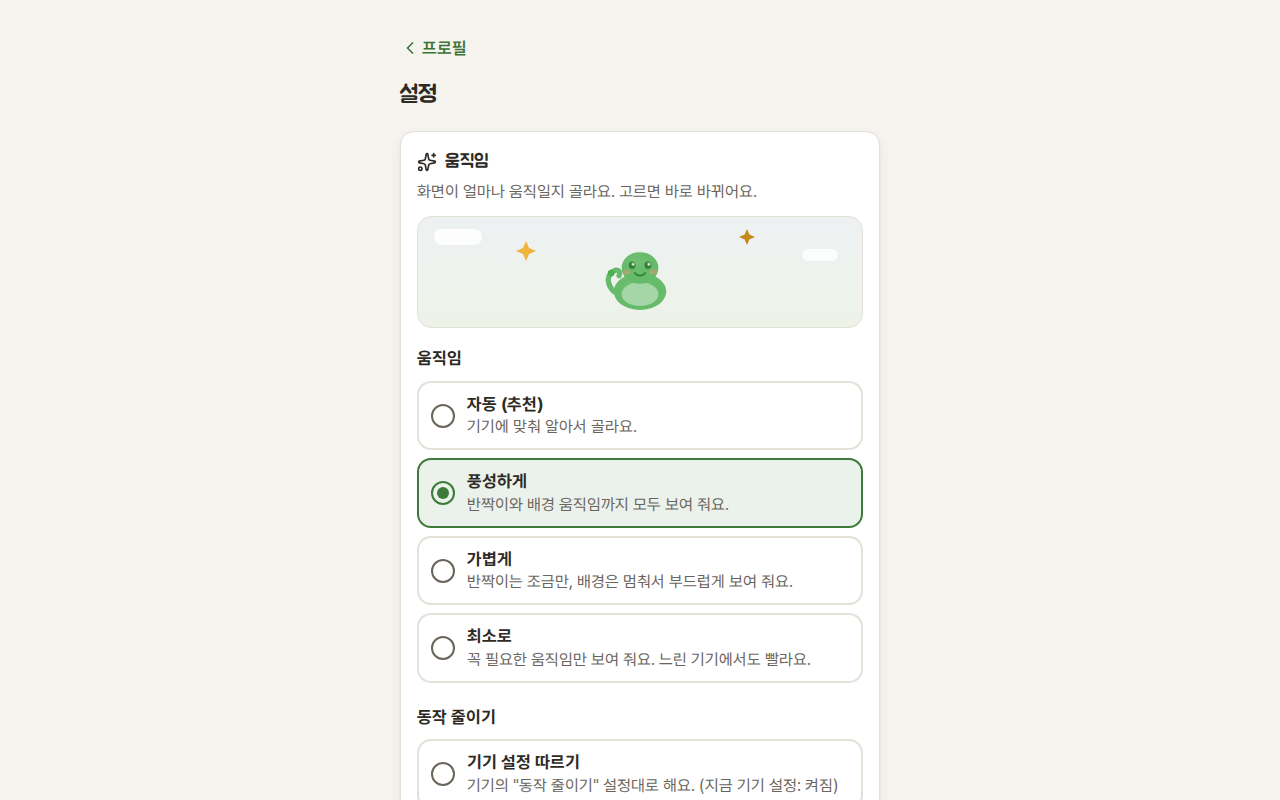 프로필
설정
움직임
화면이 얼마나 움직일지 골라요. 고르면 바로 바뀌어요.
움직임
자동 (추천)
기기에 맞춰 알아서 골라요.
풍성하게
반짝이와 배경 움직임까지 모두 보여 줘요.
가볍게
반짝이는 조금만, 배경은 멈춰서 부드럽게 보여 줘요.
최소로
꼭 필요한 움직임만 보여 줘요. 느린 기기에서도 빨라요.
동작 줄이기
기기 설정 따르기
기기의 "동작 줄이기" 설정대로 해요. (지금 기기 설정: 켜짐)